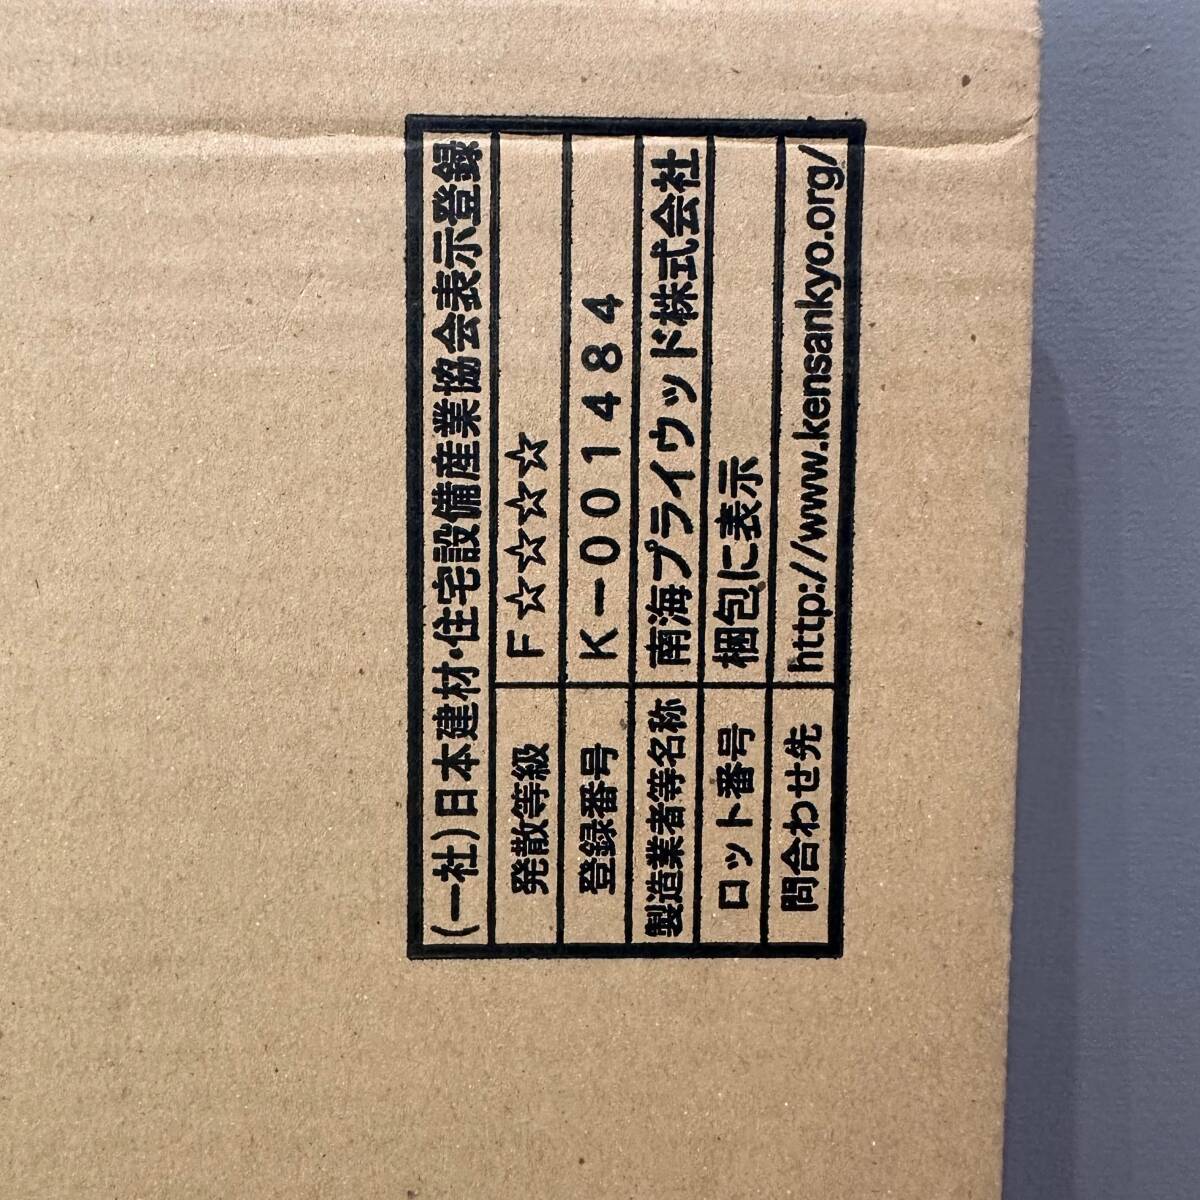 (一社)日本建材・住宅設備産業協会表示登録
発散等級 F☆☆☆☆
登録番号 K－001484
製造業者等名称 南海プライウッド株式会社
ロット番号 梱包に表示
問合わせ先 http://www.kensankyo.org/